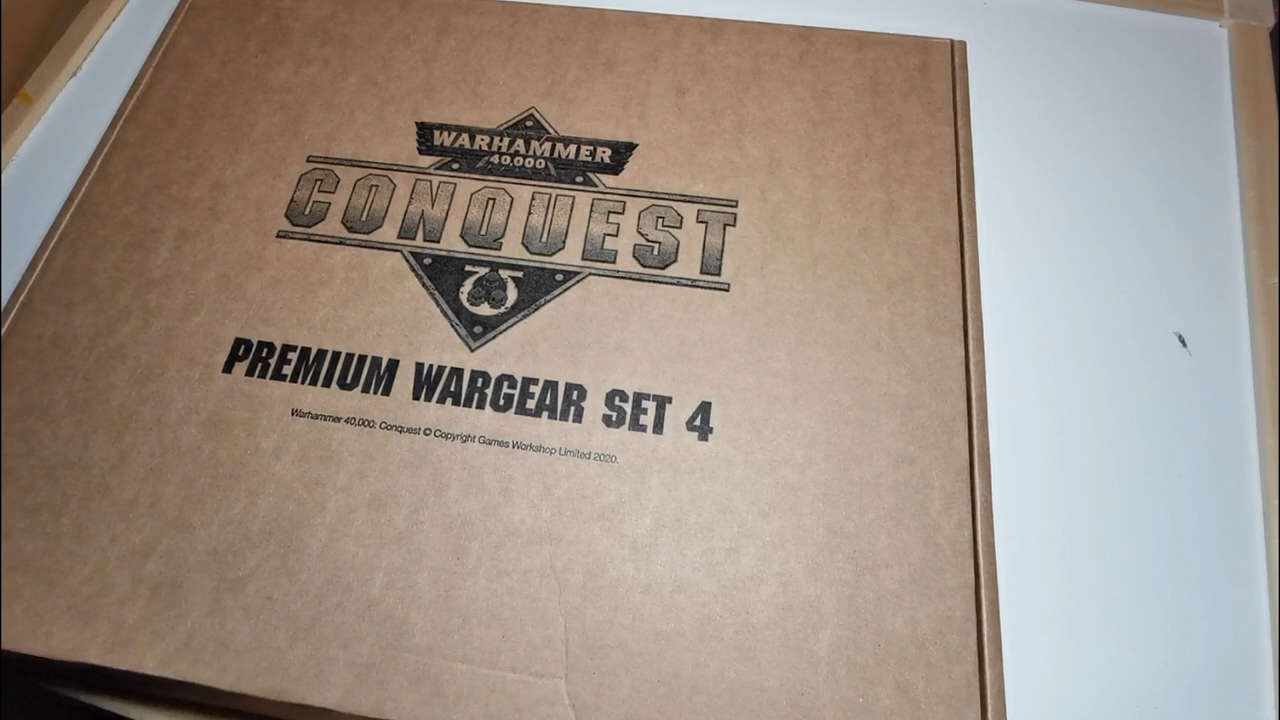 WARHAMMER
40,000
CONQUEST
PREMIUM WARGEAR SET 4
Warhammer 40,000: Conquest © Copyright Games Workshop Limited 2020.